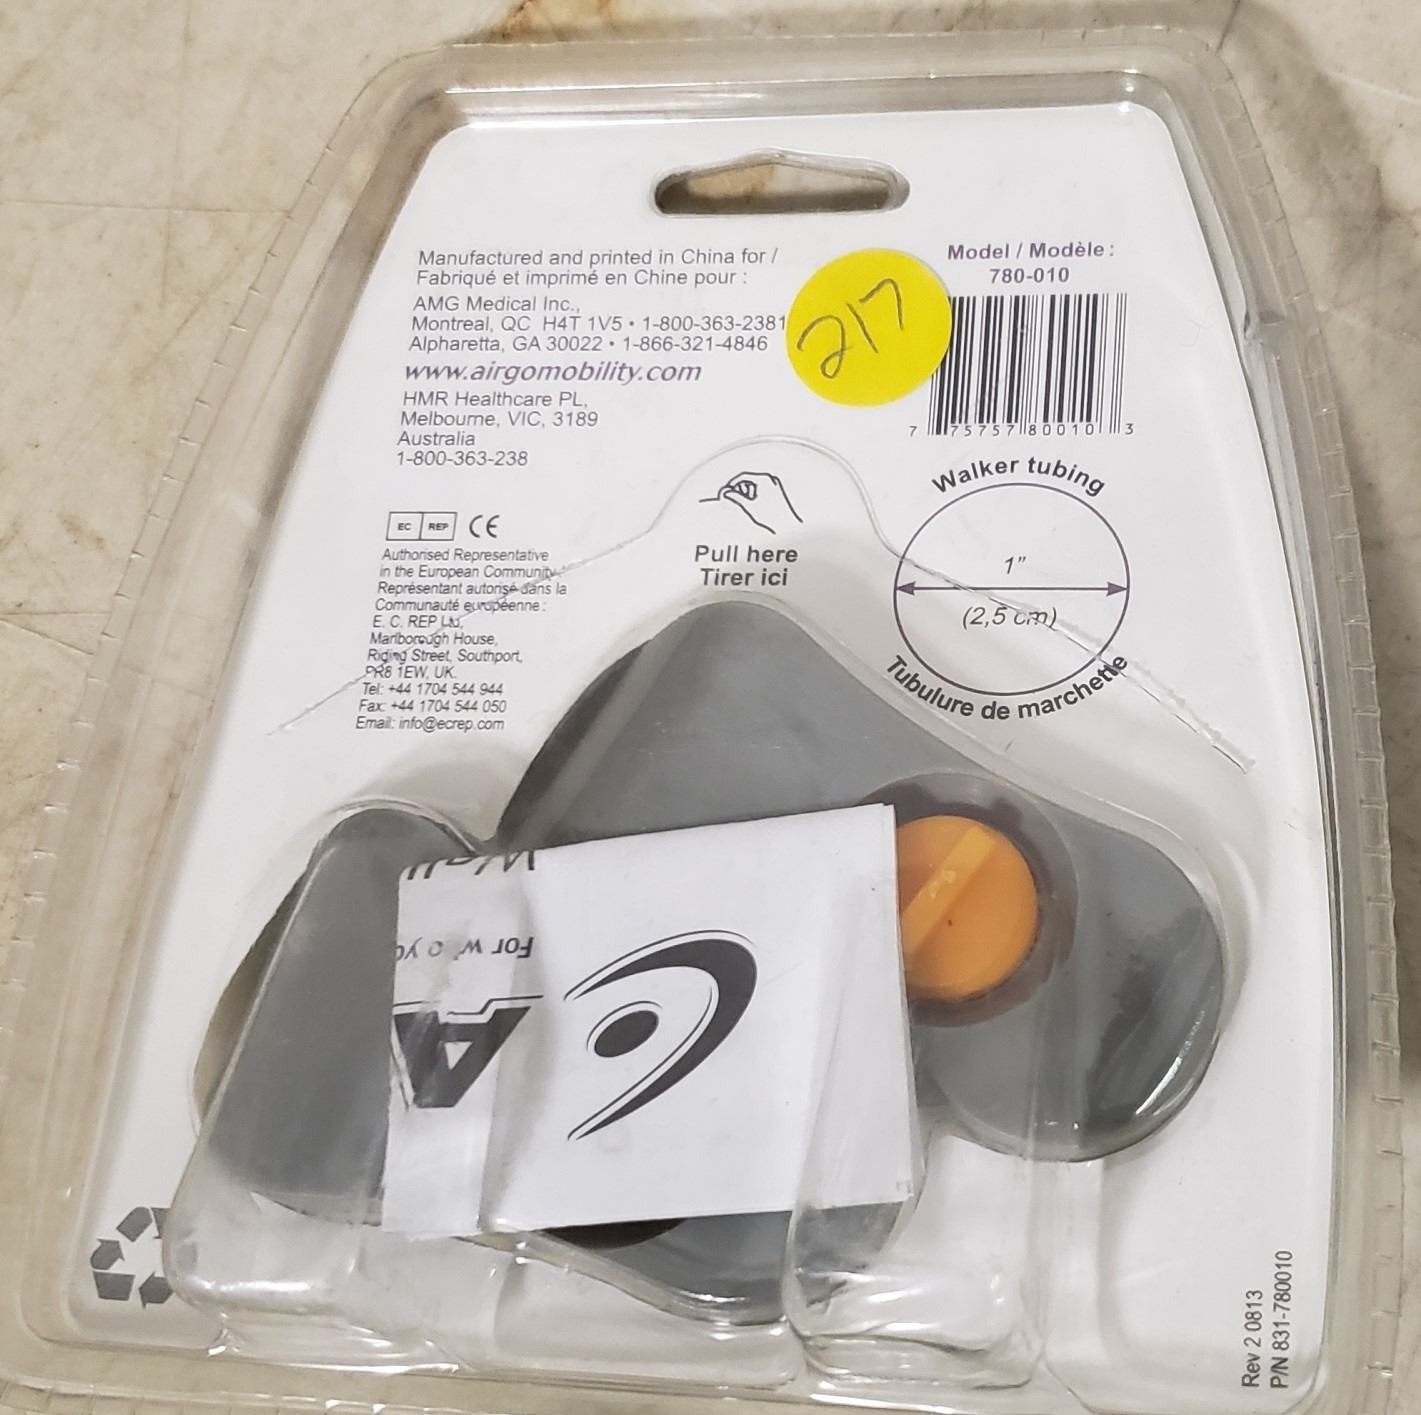 Manufactured and printed in China for /
Fabriqué et imprimé en Chine pour :
AMG Medical Inc.,
Montreal, QC H4T 1V5 • 1-800-363-2381
Alpharetta, GA 30022 • 1-866-321-4846
www.airgomobility.com
HMR Healthcare PL,
Melbourne, VIC, 3189
Australia
1-800-363-238
217
Model / Modèle :
780-010
7 75757 80010 3
EC REP CE
Authorised Representative
in the European Community
Représentant autorisé dans la
Communauté européenne :
E. C. REP Ltd,
Marlborough House,
Riding Street, Southport,
PR8 1EW, UK.
Tel: +44 1704 544 944
Fax: +44 1704 544 050
Email: info@ecrep.com
Pull here
Tirer ici
Walker tubing
1"
(2,5 cm)
Tubulure de marchette
For
A
Rev 2 0813
P/N 831-780010